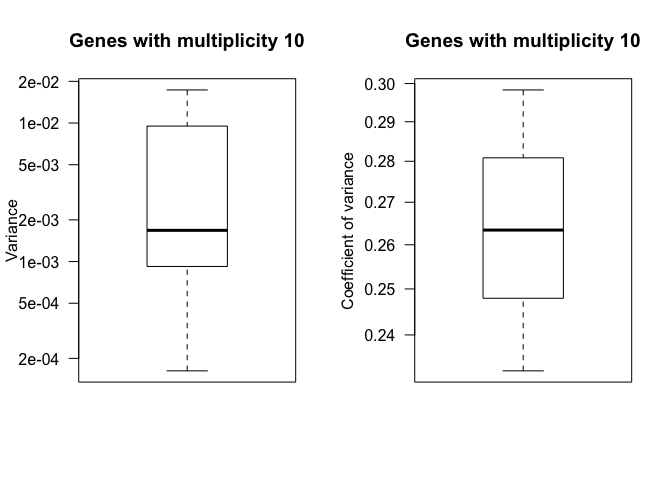 Genes with multiplicity 10
Variance
2e-02
1e-02
5e-03
2e-03
1e-03
5e-04
2e-04
Genes with multiplicity 10
Coefficient of variance
0.30
0.29
0.28
0.27
0.26
0.25
0.24